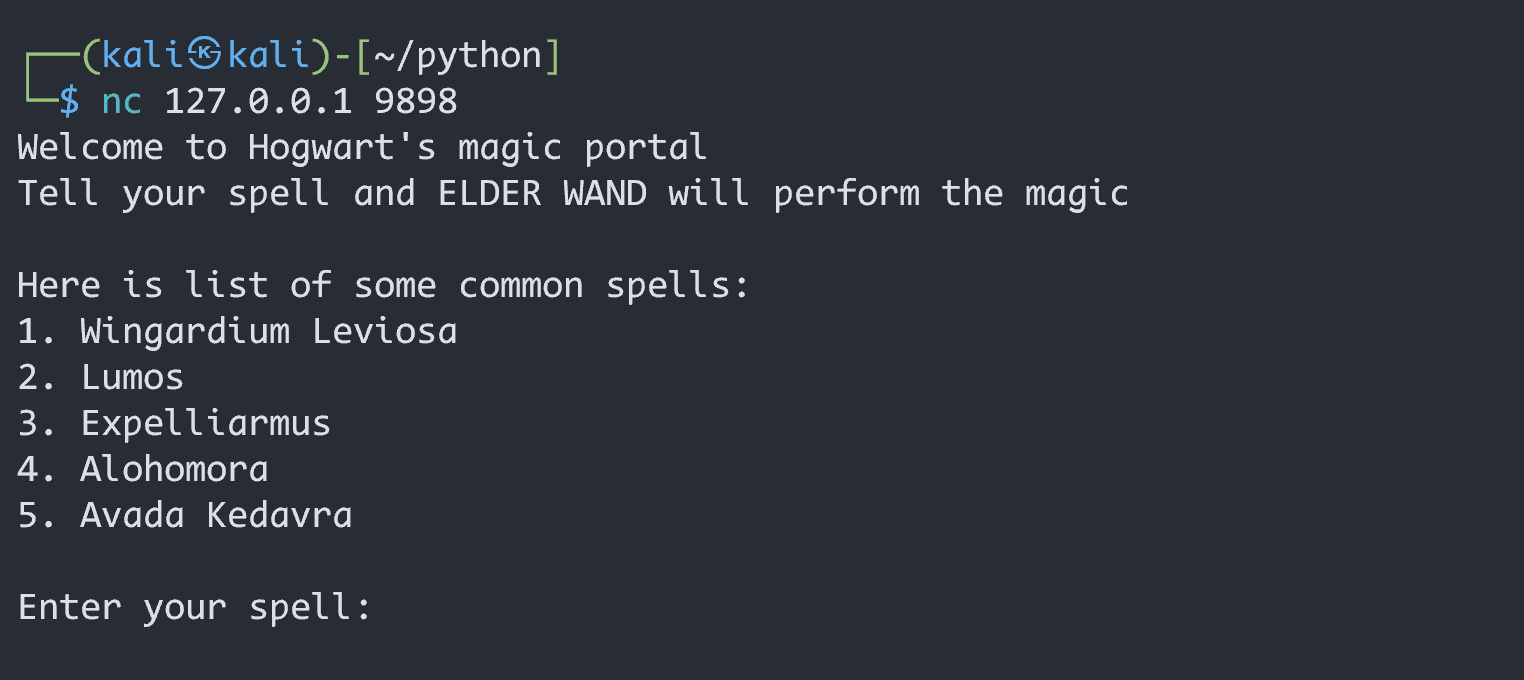 ┌──(kali㉿kali)-[~/python]
└─$ nc 127.0.0.1 9898
Welcome to Hogwart's magic portal
Tell your spell and ELDER WAND will perform the magic
Here is list of some common spells:
1. Wingardium Leviosa
2. Lumos
3. Expelliarmus
4. Alohomora
5. Avada Kedavra
Enter your spell: